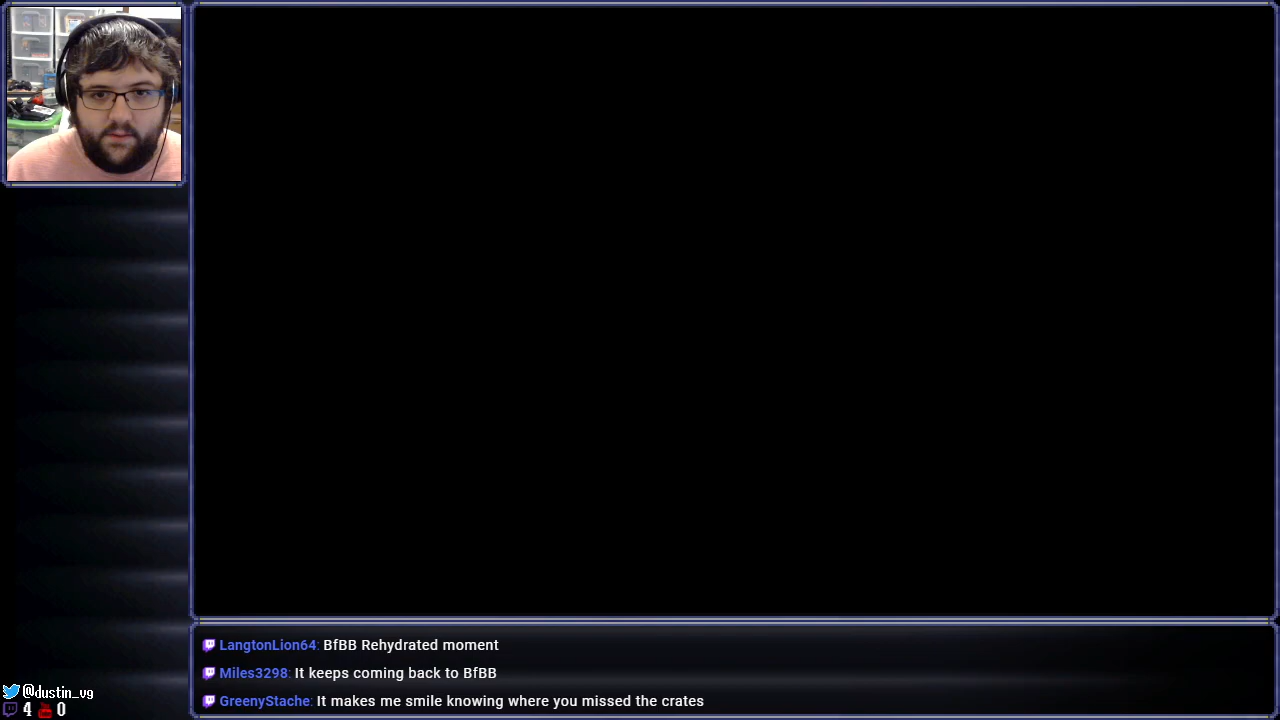 LangtonLion64: BfBB Rehydrated moment
Miles3298: It keeps coming back to BfBB
GreenyStache: It makes me smile knowing where you missed the crates
@dustin_vg
4 0